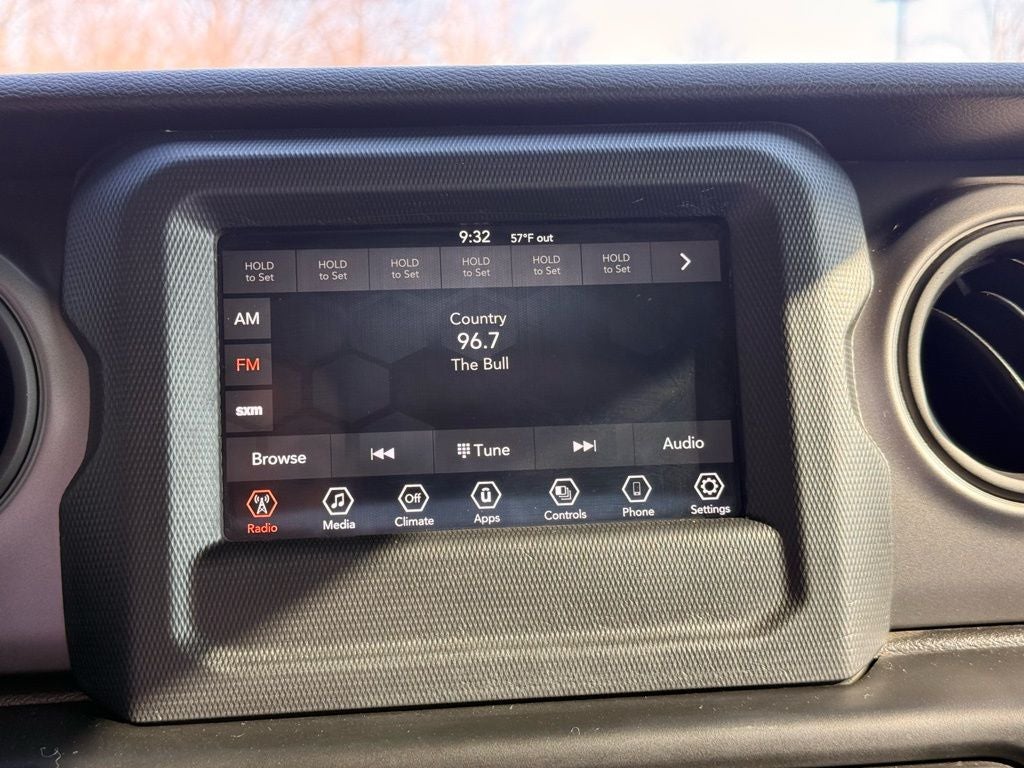 9:32 57°F out
HOLD HOLD HOLD HOLD HOLD HOLD
to Set to Set to Set to Set to Set to Set
AM
Country
96.7
FM
The Bull
sxm
Browse Tune Audio
Off
Radio Media Climate Apps Controls Phone Settings